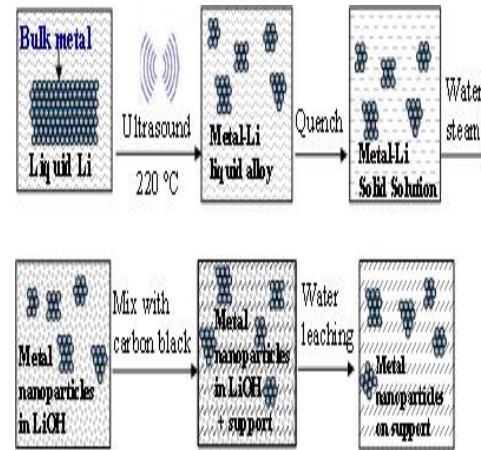 Bulk metal
Liquid Li
Ultrasound
220 °C
Metal-Li
liquid alloy
Quench
Metal-Li
Solid Solution
Water
steam
Metal
nanoparticles
in LiOH
Mix with
carbon black
Metal
nanoparticles
in LiOH
+ support
Water
leaching
Metal
nanoparticles
on support